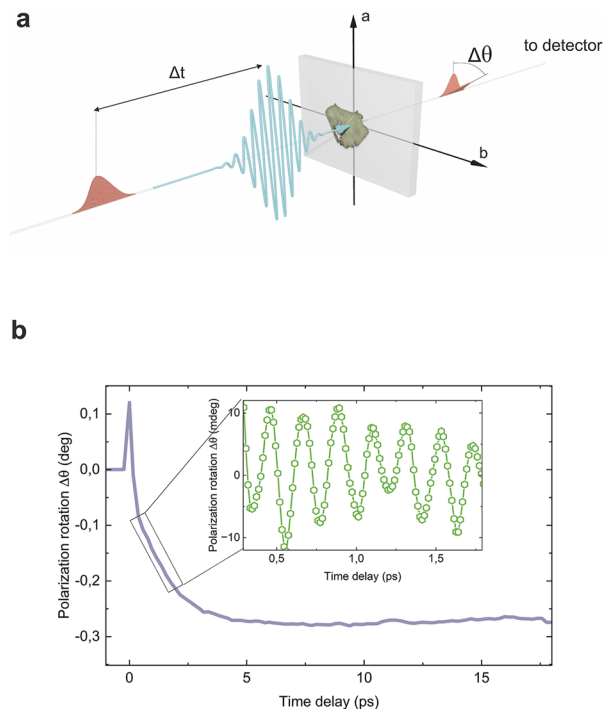 a
a
Δt
Δθ
to detector
b
b
Polarization rotation Δθ (deg)
0,1
0,0
-0,1
-0,2
-0,3
0
5
10
15
Time delay (ps)
Polarization rotation Δθ (mdeg)
10
0
−10
0,5
1,0
1,5
Time delay (ps)